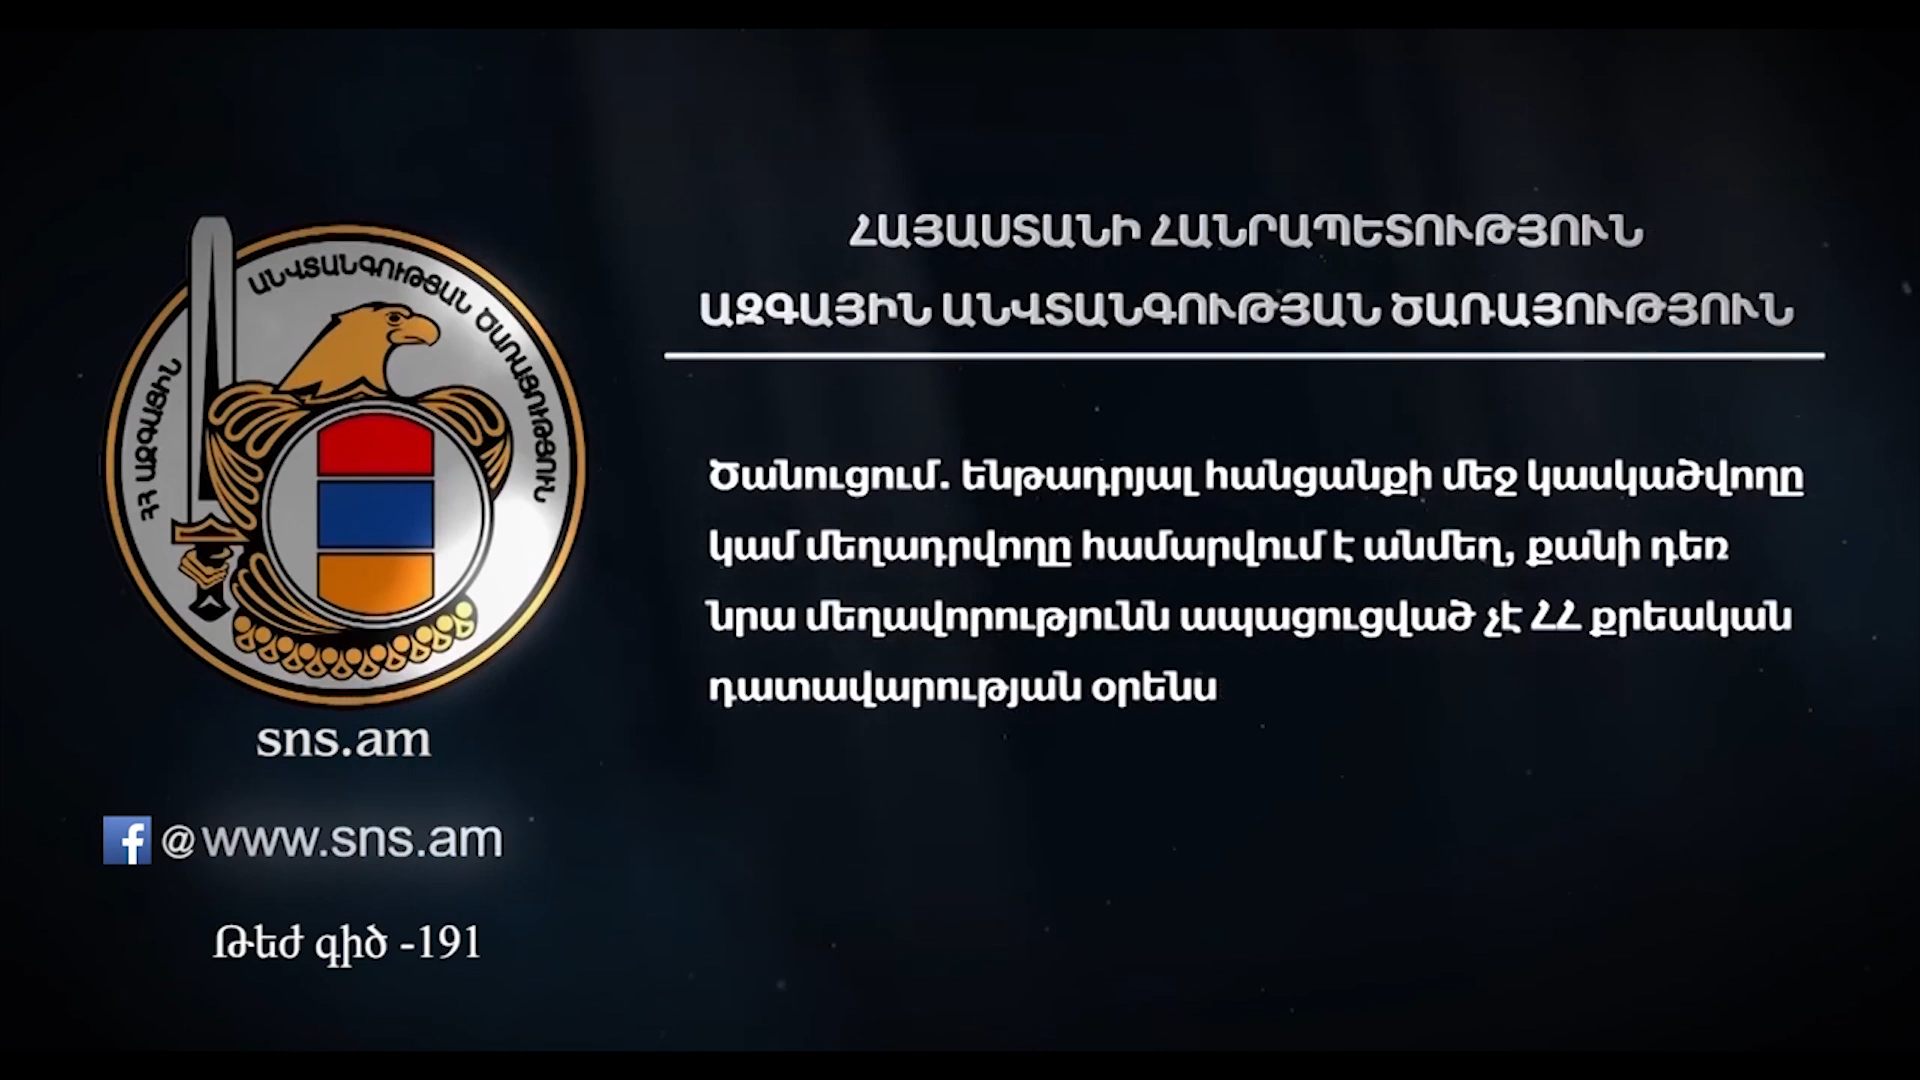 ՀԱՅԱՍՏԱՆԻ ՀԱՆՐԱՊԵՏՈՒԹՅՈՒՆ
ԱԶԳԱՅԻՆ ԱՆՎՏԱՆԳՈՒԹՅԱՆ ԾԱՌԱՅՈՒԹՅՈՒՆ
ՀՀ ԱԶԳԱՅԻՆ ԱՆՎՏԱՆԳՈՒԹՅԱՆ ԾԱՌԱՅՈՒԹՅՈՒՆ
Ծանուցում. ենթադրյալ հանցանքի մեջ կասկածվողը
կամ մեղադրվողը համարվում է անմեղ, քանի դեռ
նրա մեղավորությունն ապացուցված չէ ՀՀ քրեական
դատավարության օրենս
sns.am
@www.sns.am
Թեժ գիծ -191